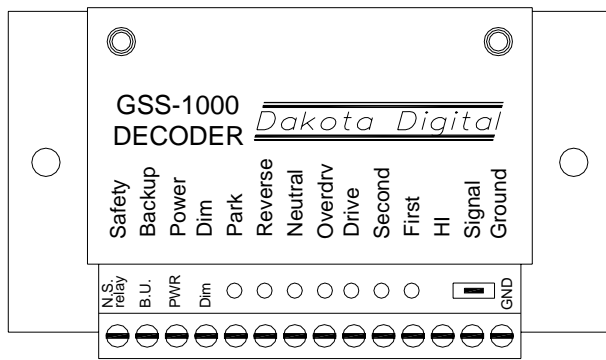 GSS-1000
DECODER
Dakota Digital
Safety
Backup
Power
Dim
Park
Reverse
Neutral
Overdrv
Drive
Second
First
HI
Signal
Ground
N.S.
relay
B.U.
PWR
Dim
GND